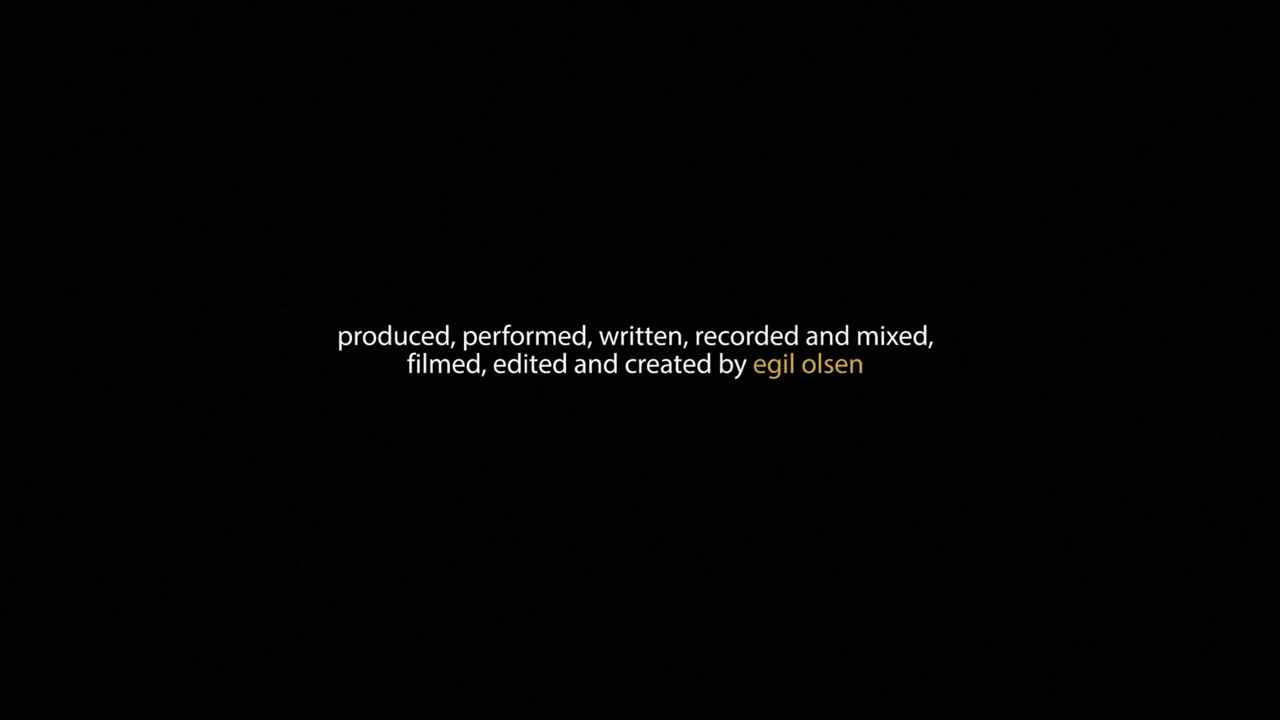 produced, performed, written, recorded and mixed,
filmed, edited and created by egil olsen